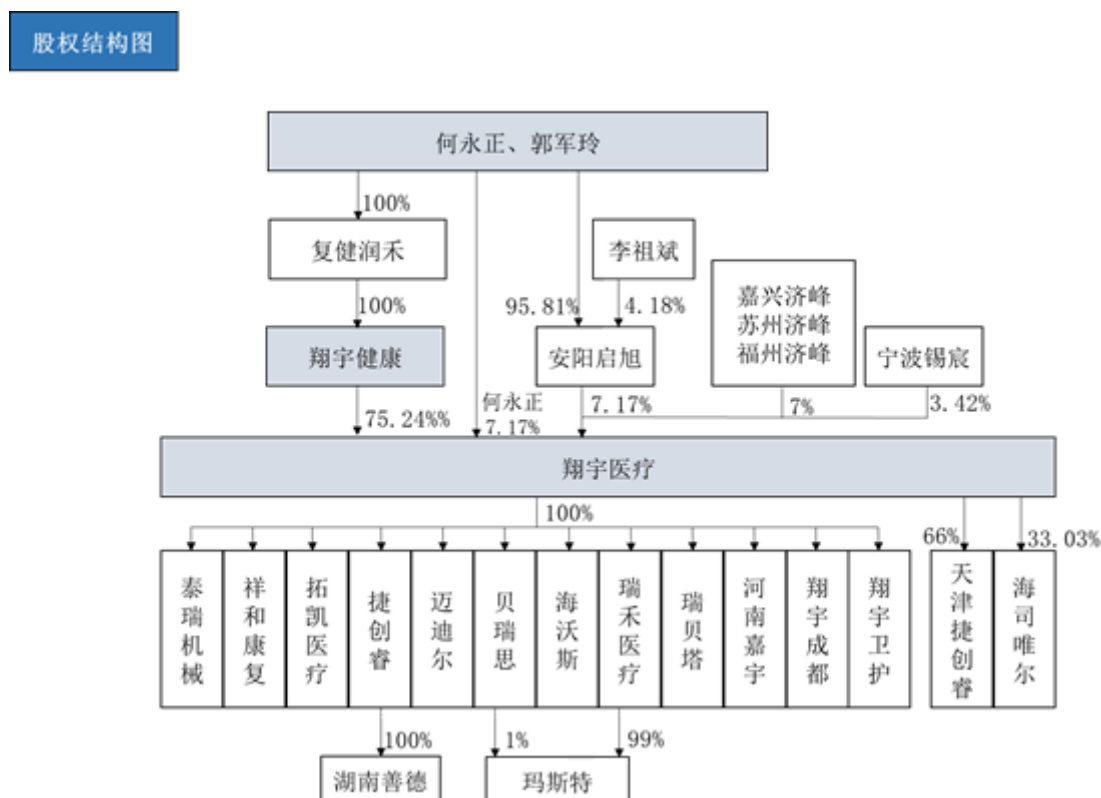 股权结构图
何永正、郭军玲
100%
复健润禾
李祖斌
100%
95.81%
4.18%
嘉兴济峰
苏州济峰
福州济峰
翔宇健康
安阳启旭
宁波锡宸
75.24%%
何永正
7.17%
7.17%
7%
3.42%
翔宇医疗
100%
66%
33.03%
泰瑞机械
祥和康复
拓凯医疗
捷创睿
迈迪尔
贝瑞思
海沃斯
瑞禾医疗
瑞贝塔
河南嘉宇
翔宇成都
翔宇卫护
天津捷创睿
海司唯尔
100%
1%
99%
湖南善德
玛斯特